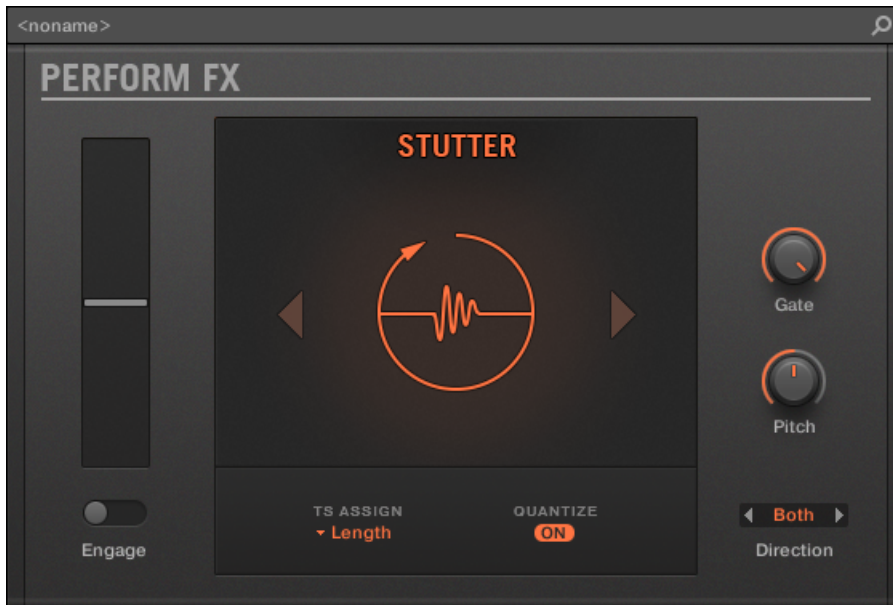 <noname>
PERFORM FX
STUTTER
Gate
Pitch
TS ASSIGN
Length
QUANTIZE
ON
Both
Direction
Engage